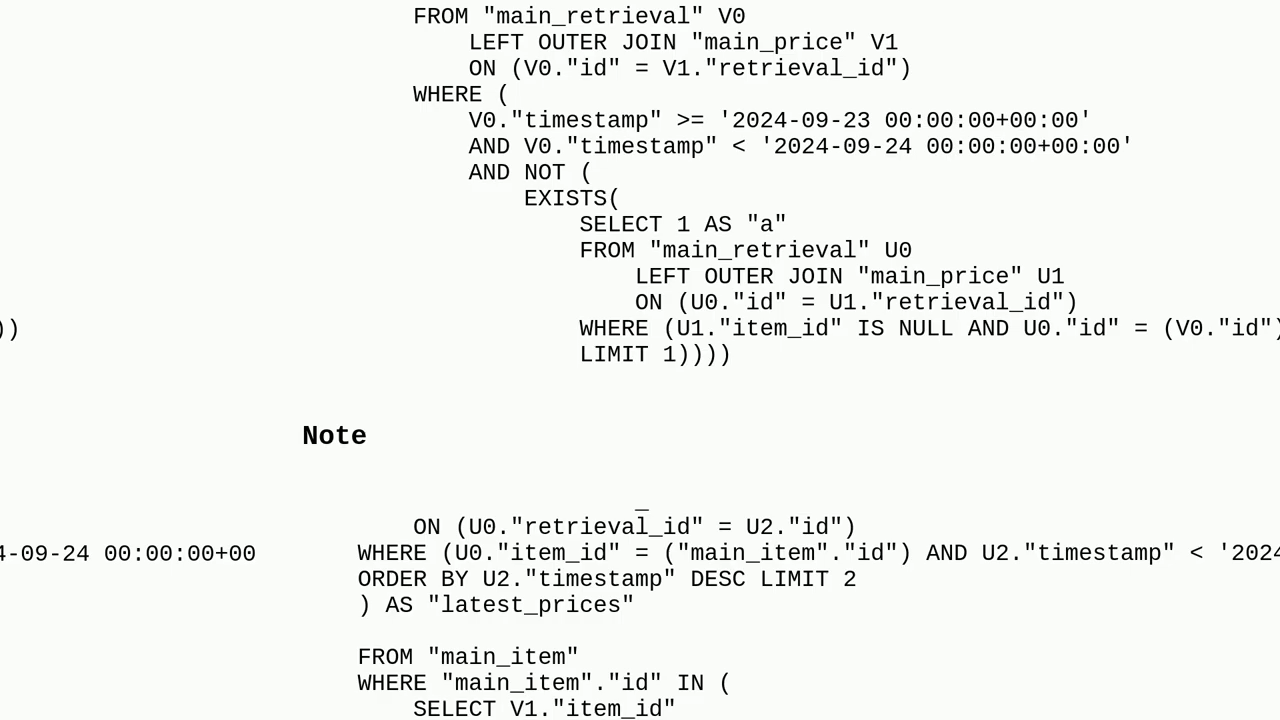 FROM "main_retrieval" V0
LEFT OUTER JOIN "main_price" V1
ON (V0."id" = V1."retrieval_id")
WHERE (
V0."timestamp" >= '2024-09-23 00:00:00+00:00'
AND V0."timestamp" < '2024-09-24 00:00:00+00:00'
AND NOT (
EXISTS(
SELECT 1 AS "a"
FROM "main_retrieval" U0
LEFT OUTER JOIN "main_price" U1
ON (U0."id" = U1."retrieval_id")
)) WHERE (U1."item_id" IS NULL AND U0."id" = (V0."id")
LIMIT 1))))
Note
_
ON (U0."retrieval_id" = U2."id")
4-09-24 00:00:00+00 WHERE (U0."item_id" = ("main_item"."id") AND U2."timestamp" < '2024
ORDER BY U2."timestamp" DESC LIMIT 2
) AS "latest_prices"
FROM "main_item"
WHERE "main_item"."id" IN (
SELECT V1."item_id"